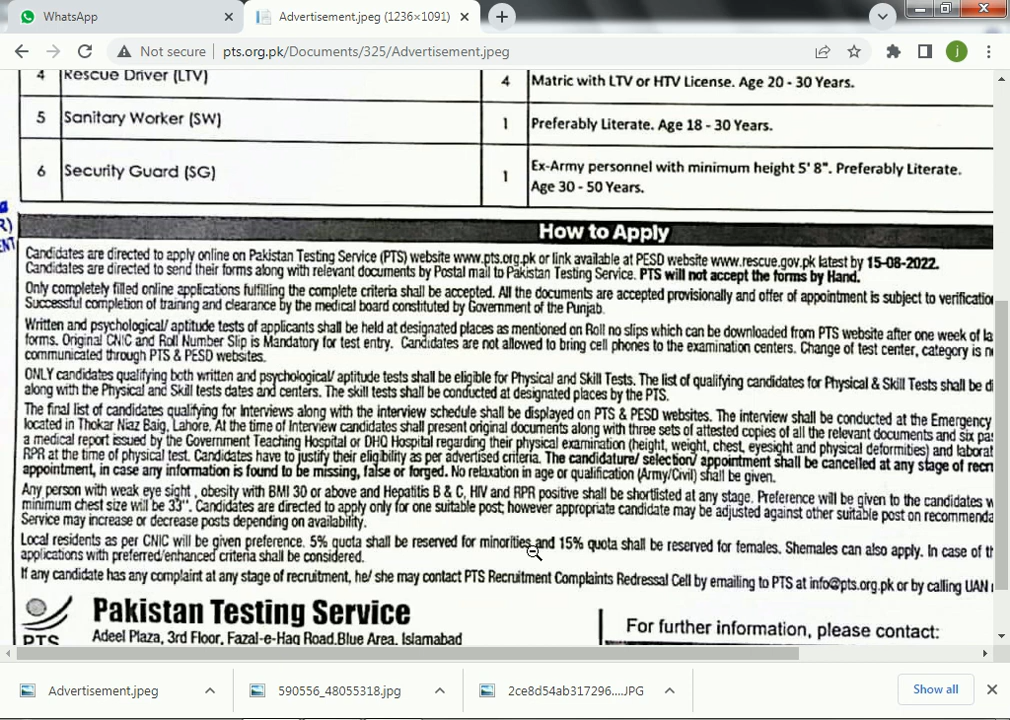 WhatsApp
Advertisement.jpeg (1236×1091)
Not secure
pts.org.pk/Documents/325/Advertisement.jpeg
j
4 Rescue Driver (LTV) 4 Matric with LTV or HTV License. Age 20 - 30 Years.
5 Sanitary Worker (SW) 1 Preferably Literate. Age 18 - 30 Years.
6 Security Guard (SG) 1 Ex-Army personnel with minimum height 5' 8". Preferably Literate.
Age 30 - 50 Years.
How to Apply
Candidates are directed to apply online on Pakistan Testing Service (PTS) website www.pts.org.pk or link available at PESD website www.rescue.gov.pk latest by 15-08-2022.
Candidates are directed to send their forms along with relevant documents by Postal mail to Pakistan Testing Service. PTS will not accept the forms by Hand.
Only completely filled online applications fulfilling the complete criteria shall be accepted. All the documents are accepted provisionally and offer of appointment is subject to verificatio
Successful completion of training and clearance by the medical board constituted by Government of the Punjab.
Written and psychological/ aptitude tests of applicants shall be held at designated places as mentioned on Roll no slips which can be downloaded from PTS website after one week of la
forms. Original CNIC and Roll Number Slip is Mandatory for test entry. Candidates are not allowed to bring cell phones to the examination centers. Change of test center, category is n
communicated through PTS & PESD websites.
ONLY candidates qualifying both written and psychological/ aptitude tests shall be eligible for Physical and Skill Tests. The list of qualifying candidates for Physical & Skill Tests shall be di
along with the Physical and Skill tests dates and centers. The skill tests shall be conducted at designated places by the PTS.
The final list of candidates qualifying for Interviews along with the interview schedule shall be displayed on PTS & PESD websites. The interview shall be conducted at the Emergency
located in Thokar Niaz Baig, Lahore. At the time of Interview candidates shall present original documents along with three sets of attested copies of all the relevant documents and six pas
a medical report issued by the Government Teaching Hospital or DHQ Hospital regarding their physical examination (height, weight, chest, eyesight and physical deformities) and laborat
RPR at the time of physical test. Candidates have to justify their eligibility as per advertised criteria. The candidature/ selection/ appointment shall be cancelled at any stage of recr
appointment, in case any information is found to be missing, false or forged. No relaxation in age or qualification (Army/Civil) shall be given.
Any person with weak eye sight , obesity with BMI 30 or above and Hepatitis B & C, HIV and RPR positive shall be shortlisted at any stage. Preference will be given to the candidates w
minimum chest size will be 33". Candidates are directed to apply only for one suitable post; however appropriate candidate may be adjusted against other suitable post on recommenda
Service may increase or decrease posts depending on availability.
Local residents as per CNIC will be given preference. 5% quota shall be reserved for minorities and 15% quota shall be reserved for females. Shemales can also apply. In case of th
applications with preferred/enhanced criteria shall be considered.
If any candidate has any complaint at any stage of recruitment, he/ she may contact PTS Recruitment Complaints Redressal Cell by emailing to PTS at info@pts.org.pk or by calling UAN
PTS
Pakistan Testing Service
Adeel Plaza, 3rd Floor, Fazal-e-Haq Road,Blue Area, Islamabad
For further information, please contact:
Advertisement.jpeg
590556_48055318.jpg
2ce8d54ab317296....JPG
Show all